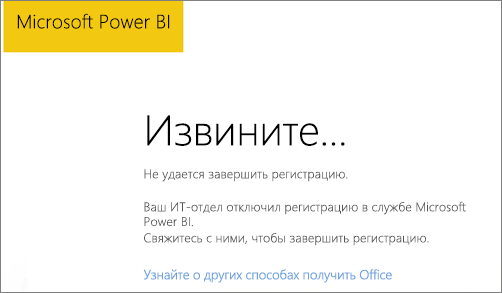 Microsoft Power BI
Извините...
Не удается завершить регистрацию.
Ваш ИТ-отдел отключил регистрацию в службе Microsoft
Power BI.
Свяжитесь с ними, чтобы завершить регистрацию.
Узнайте о других способах получить Office